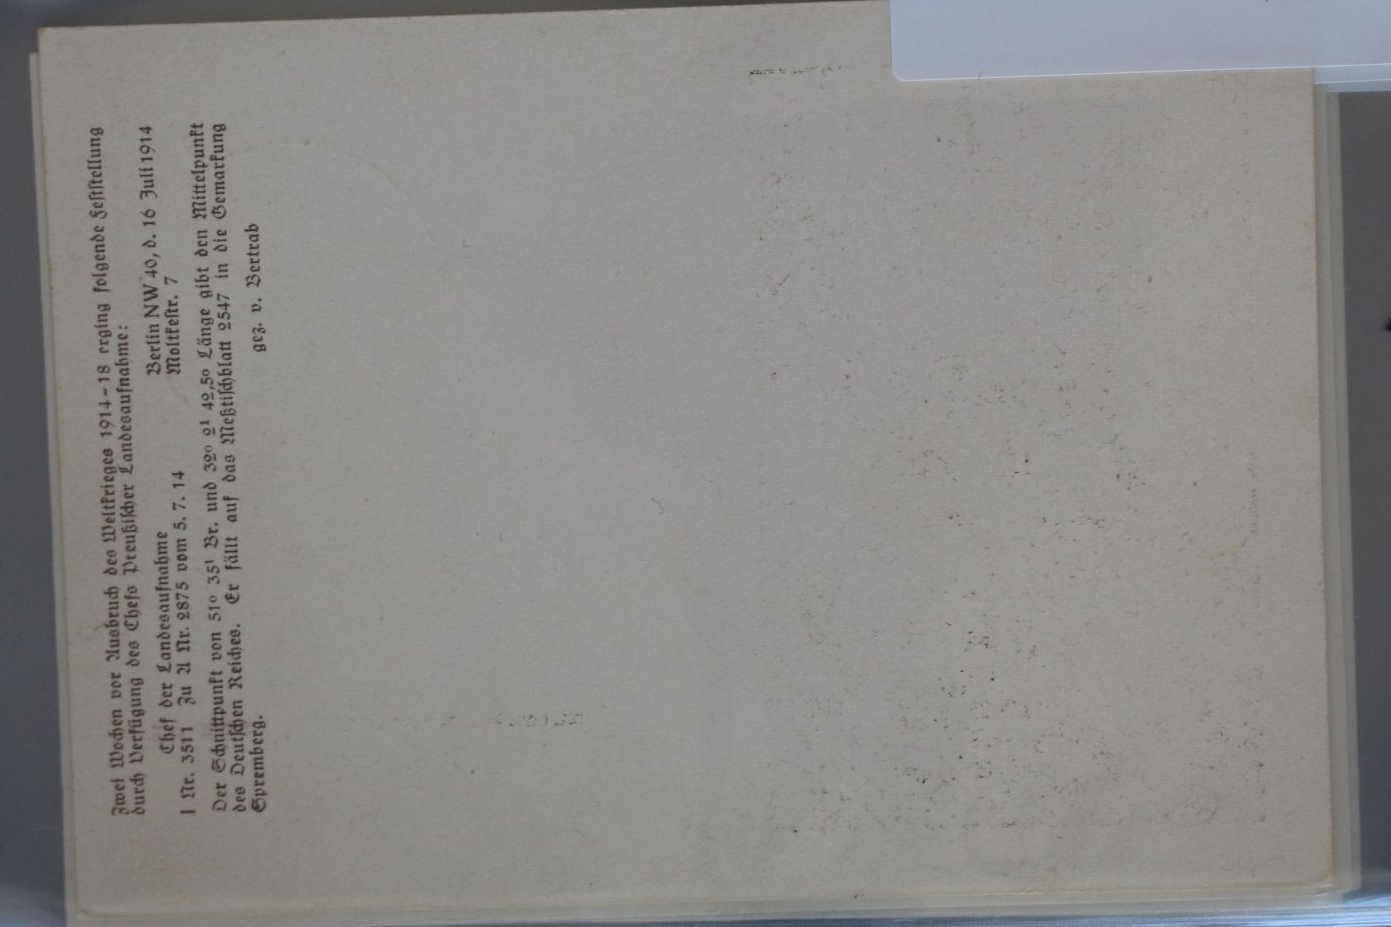 Zwei Wochen vor Ausbruch des Weltkrieges 1914-18 erging folgende Feststellung
durch Verfügung des Chefs Preußischer Landesaufnahme:
Berlin NW 40, d. 16 Juli 1914
Chef der Landesaufnahme Moltkestr. 7
I Nr. 3511 Zu A Nr. 2875 vom 5. 7. 14
Der Schnittpunkt von 51° 35¹ Br. und 32° 2¹ 42,50 Länge gibt den Mittelpunkt
des Deutschen Reiches. Er fällt auf das Meßtischblatt 2547 in die Gemarkung
Spremberg. gez. v. Bertrab